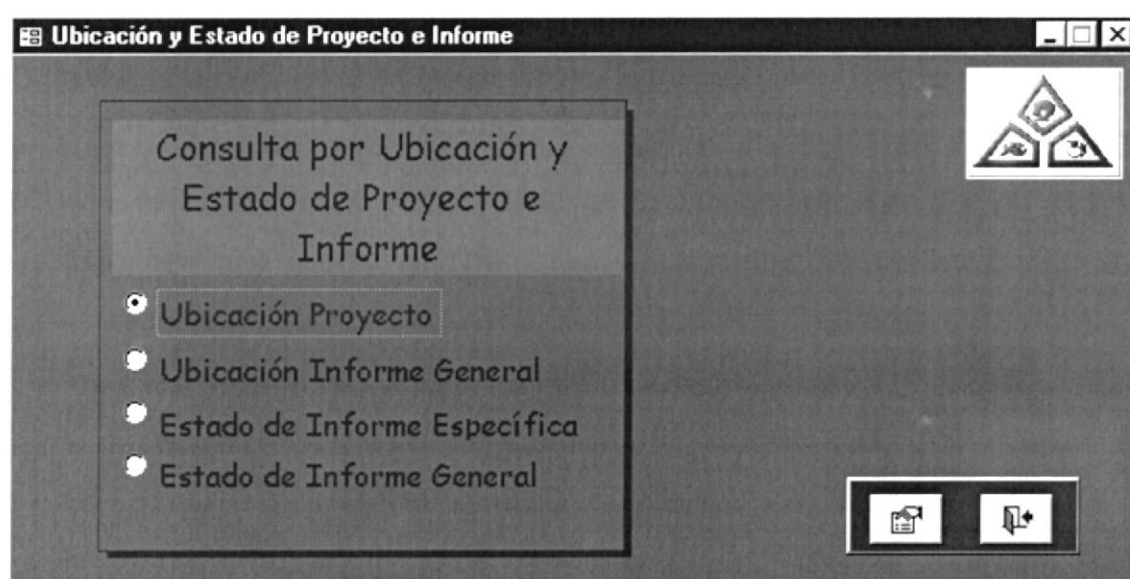 Ubicación y Estado de Proyecto e Informe
Consulta por Ubicación y
Estado de Proyecto e
Informe
Ubicación Proyecto
Ubicación Informe General
Estado de Informe Específica
Estado de Informe General